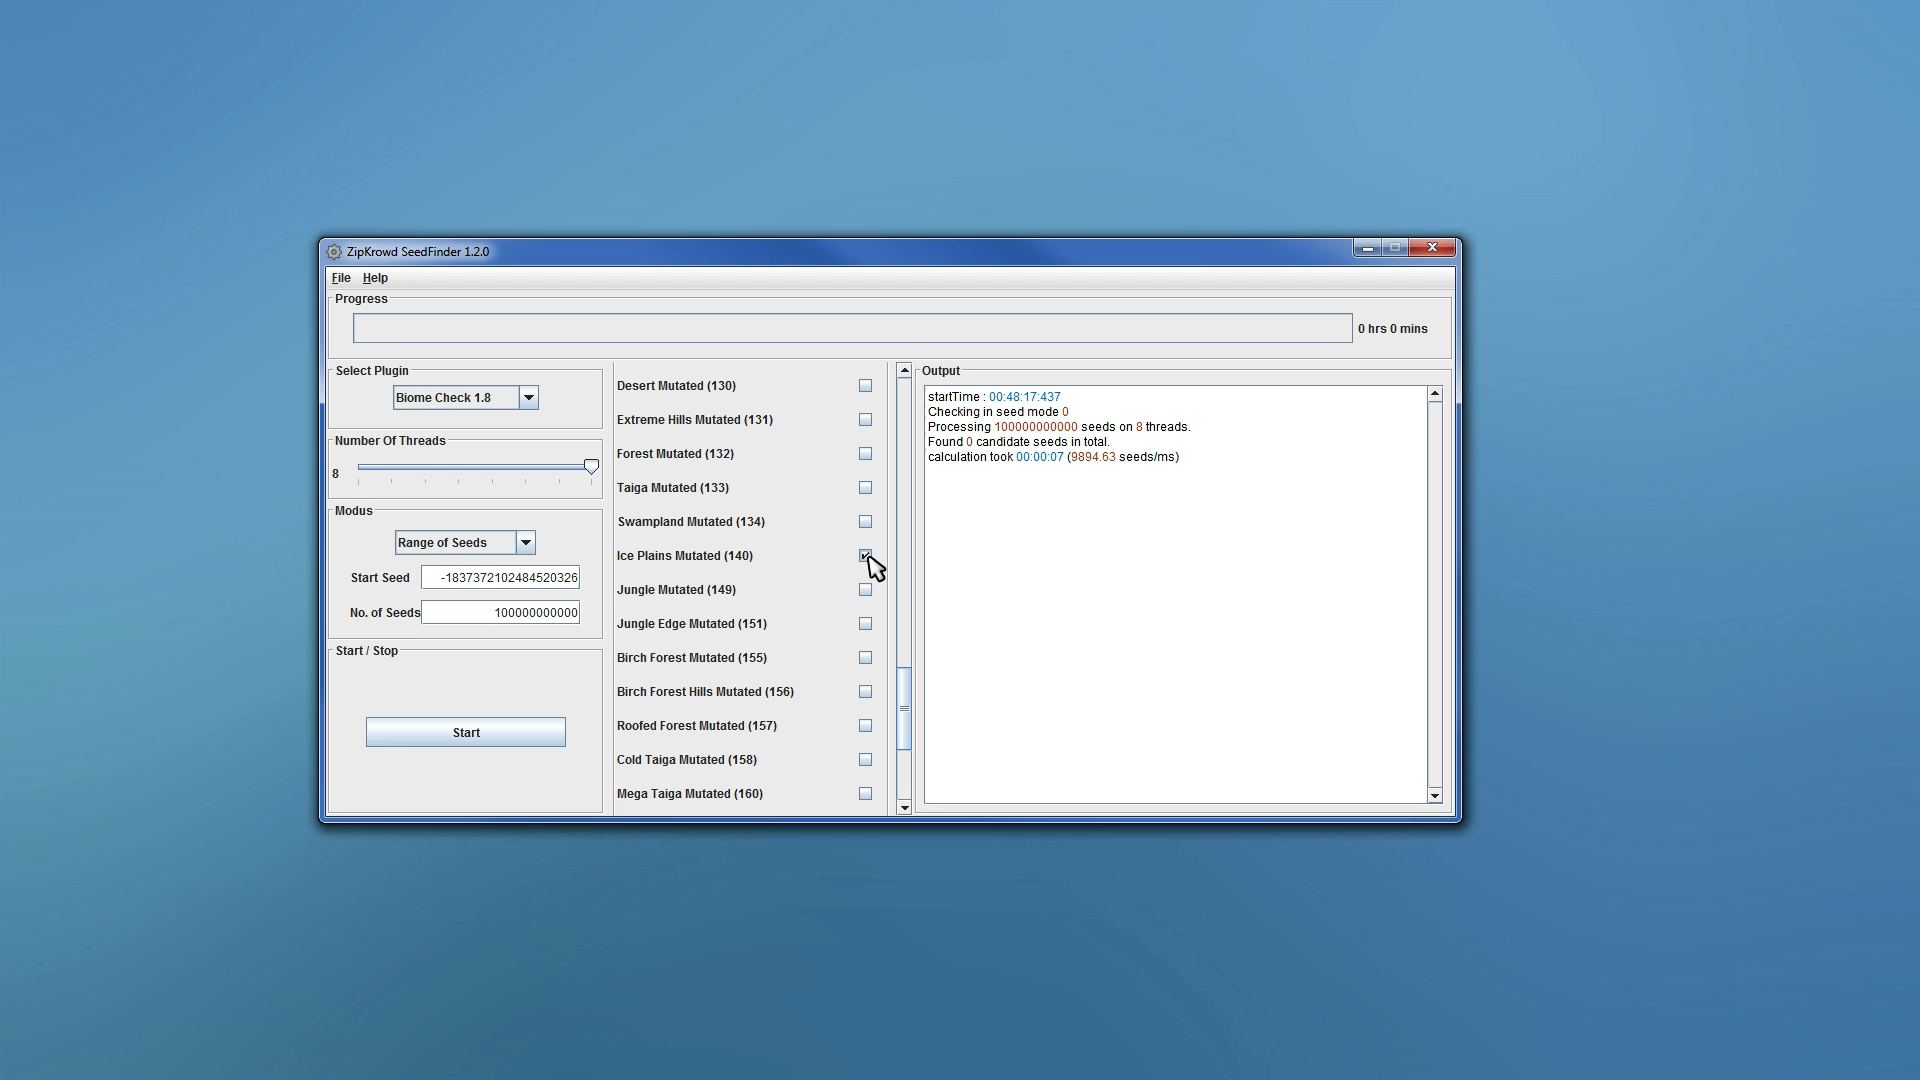 ZipKrowd SeedFinder 1.2.0
File Help
Progress
0 hrs 0 mins
Select Plugin
Biome Check 1.8
Number Of Threads
8
Modus
Range of Seeds
Start Seed -1837372102484520326
No. of Seeds 100000000000
Start / Stop
Start
Desert Mutated (130)
Extreme Hills Mutated (131)
Forest Mutated (132)
Taiga Mutated (133)
Swampland Mutated (134)
Ice Plains Mutated (140)
Jungle Mutated (149)
Jungle Edge Mutated (151)
Birch Forest Mutated (155)
Birch Forest Hills Mutated (156)
Roofed Forest Mutated (157)
Cold Taiga Mutated (158)
Mega Taiga Mutated (160)
Output
startTime : 00:48:17:437
Checking in seed mode 0
Processing 100000000000 seeds on 8 threads.
Found 0 candidate seeds in total.
calculation took 00:00:07 (9894.63 seeds/ms)